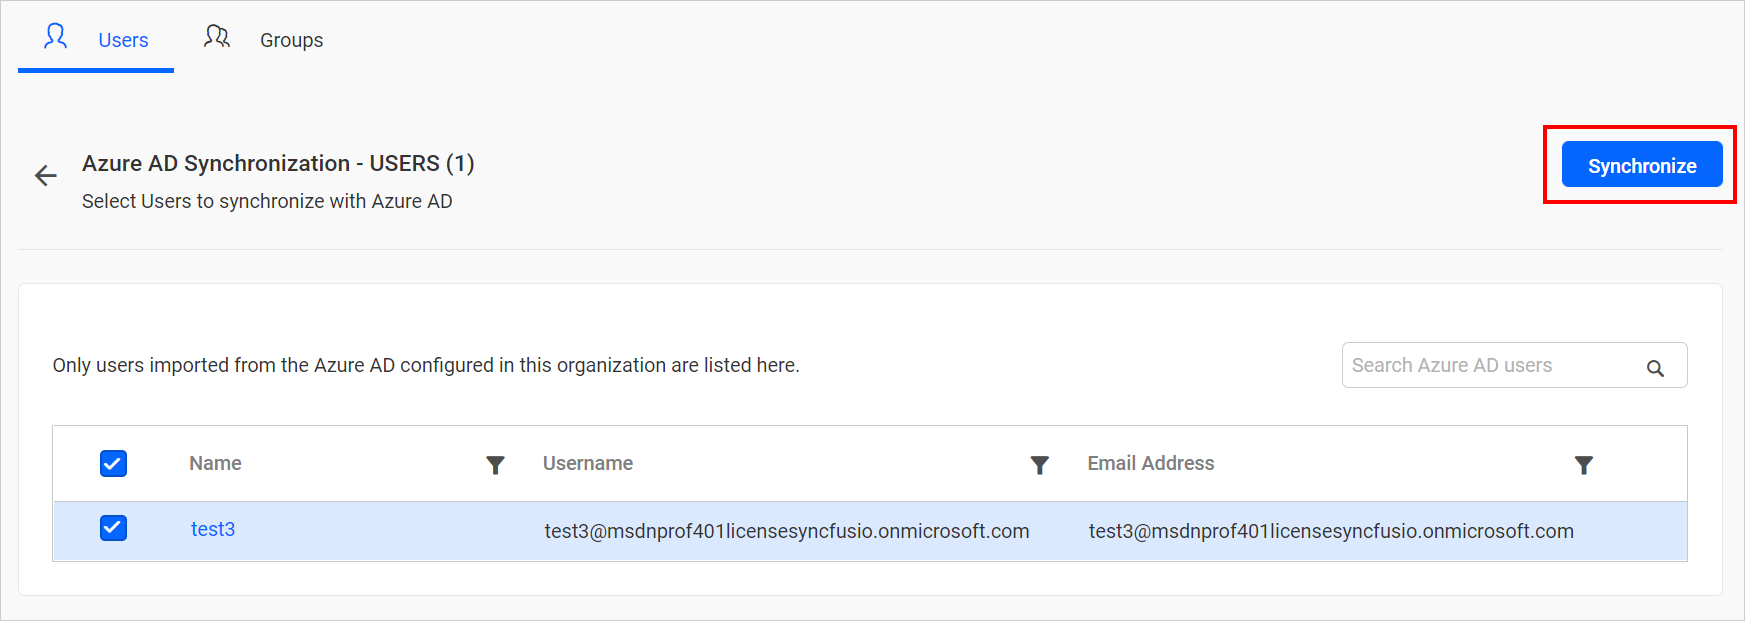 Users Groups
Azure AD Synchronization - USERS (1)
Synchronize
Select Users to synchronize with Azure AD
Only users imported from the Azure AD configured in this organization are listed here.
Search Azure AD users
Name Username Email Address
test3 test3@msdnprof401licensesyncfusio.onmicrosoft.com test3@msdnprof401licensesyncfusio.onmicrosoft.com